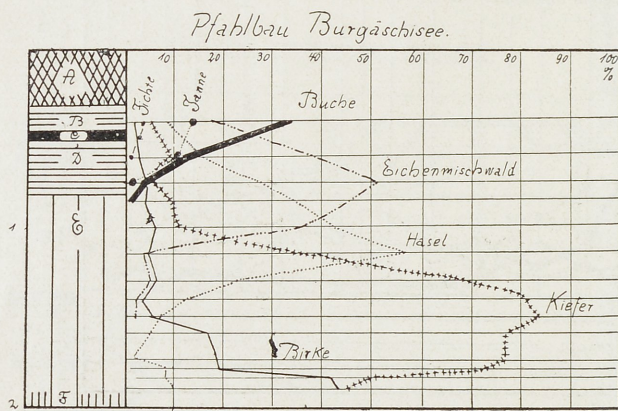 Pfahlbau Burgäschisee.
10 20 30 40 50 60 70 80 90 100
%
A
Fichte
Tanne
Buche
B
C
D
Eichenmischwald
1
E
Hasel
Kiefer
Birke
F
2